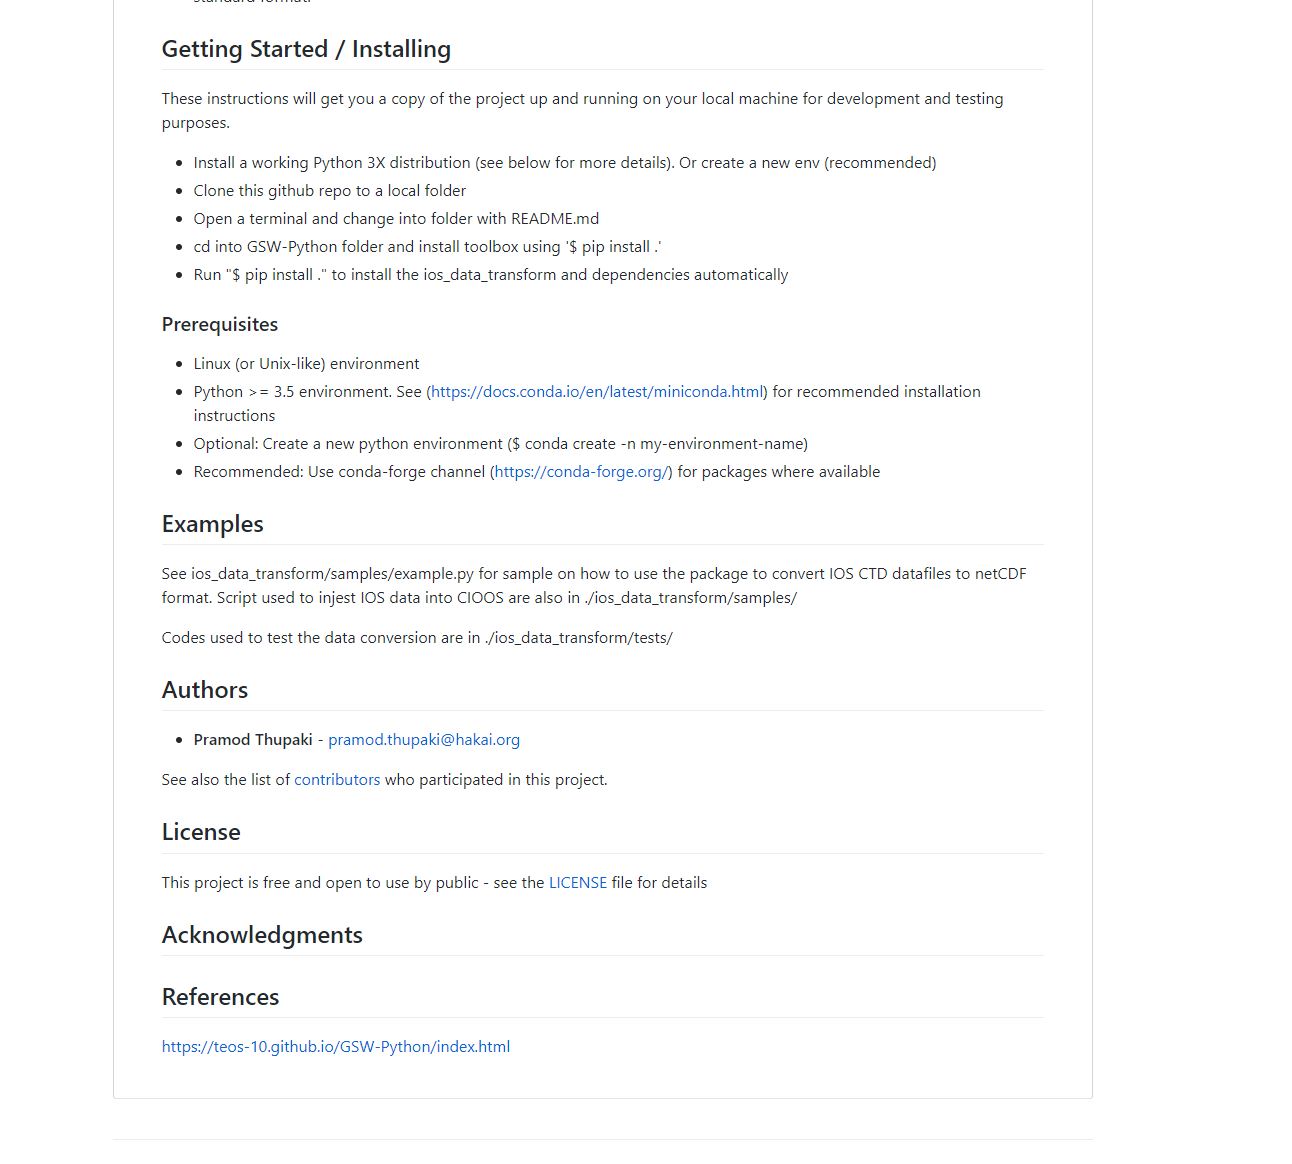 standard format.
Getting Started / Installing
These instructions will get you a copy of the project up and running on your local machine for development and testing
purposes.
Install a working Python 3X distribution (see below for more details). Or create a new env (recommended)
Clone this github repo to a local folder
Open a terminal and change into folder with README.md
cd into GSW-Python folder and install toolbox using '$ pip install .'
Run "$ pip install ." to install the ios_data_transform and dependencies automatically
Prerequisites
Linux (or Unix-like) environment
Python >= 3.5 environment. See (https://docs.conda.io/en/latest/miniconda.html) for recommended installation
instructions
Optional: Create a new python environment ($ conda create -n my-environment-name)
Recommended: Use conda-forge channel (https://conda-forge.org/) for packages where available
Examples
See ios_data_transform/samples/example.py for sample on how to use the package to convert IOS CTD datafiles to netCDF
format. Script used to injest IOS data into CIOOS are also in ./ios_data_transform/samples/
Codes used to test the data conversion are in ./ios_data_transform/tests/
Authors
Pramod Thupaki - pramod.thupaki@hakai.org
See also the list of contributors who participated in this project.
License
This project is free and open to use by public - see the LICENSE file for details
Acknowledgments
References
https://teos-10.github.io/GSW-Python/index.html